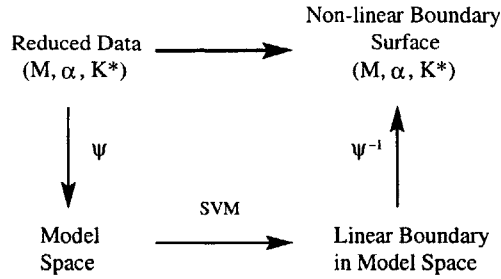 Non-linear Boundary
Reduced Data
Surface
(M, α, K*)
(M, α, K*)
ψ
ψ⁻¹
SVM
Model
Linear Boundary
Space
in Model Space